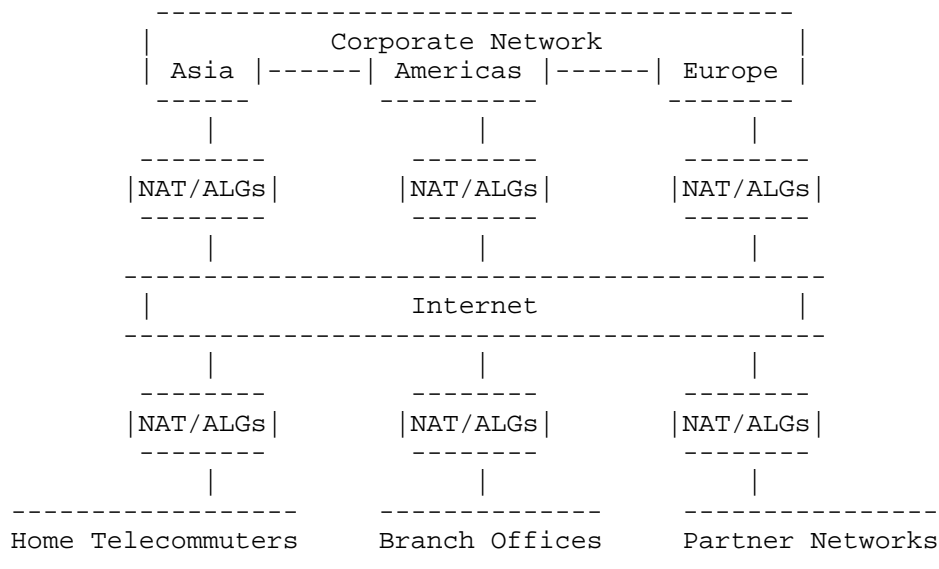 -----------------------------------------
|            Corporate Network            |
| Asia |------| Americas |------| Europe |
------        ----------        --------
|                |                |
--------         --------         --------
|NAT/ALGs|       |NAT/ALGs|       |NAT/ALGs|
--------         --------         --------
|                |                |
---------------------------------------------
|                Internet                |
---------------------------------------------
|                |                |
--------         --------         --------
|NAT/ALGs|       |NAT/ALGs|       |NAT/ALGs|
--------         --------         --------
|                |                |
------------------     --------------     ----------------
Home Telecommuters     Branch Offices     Partner Networks